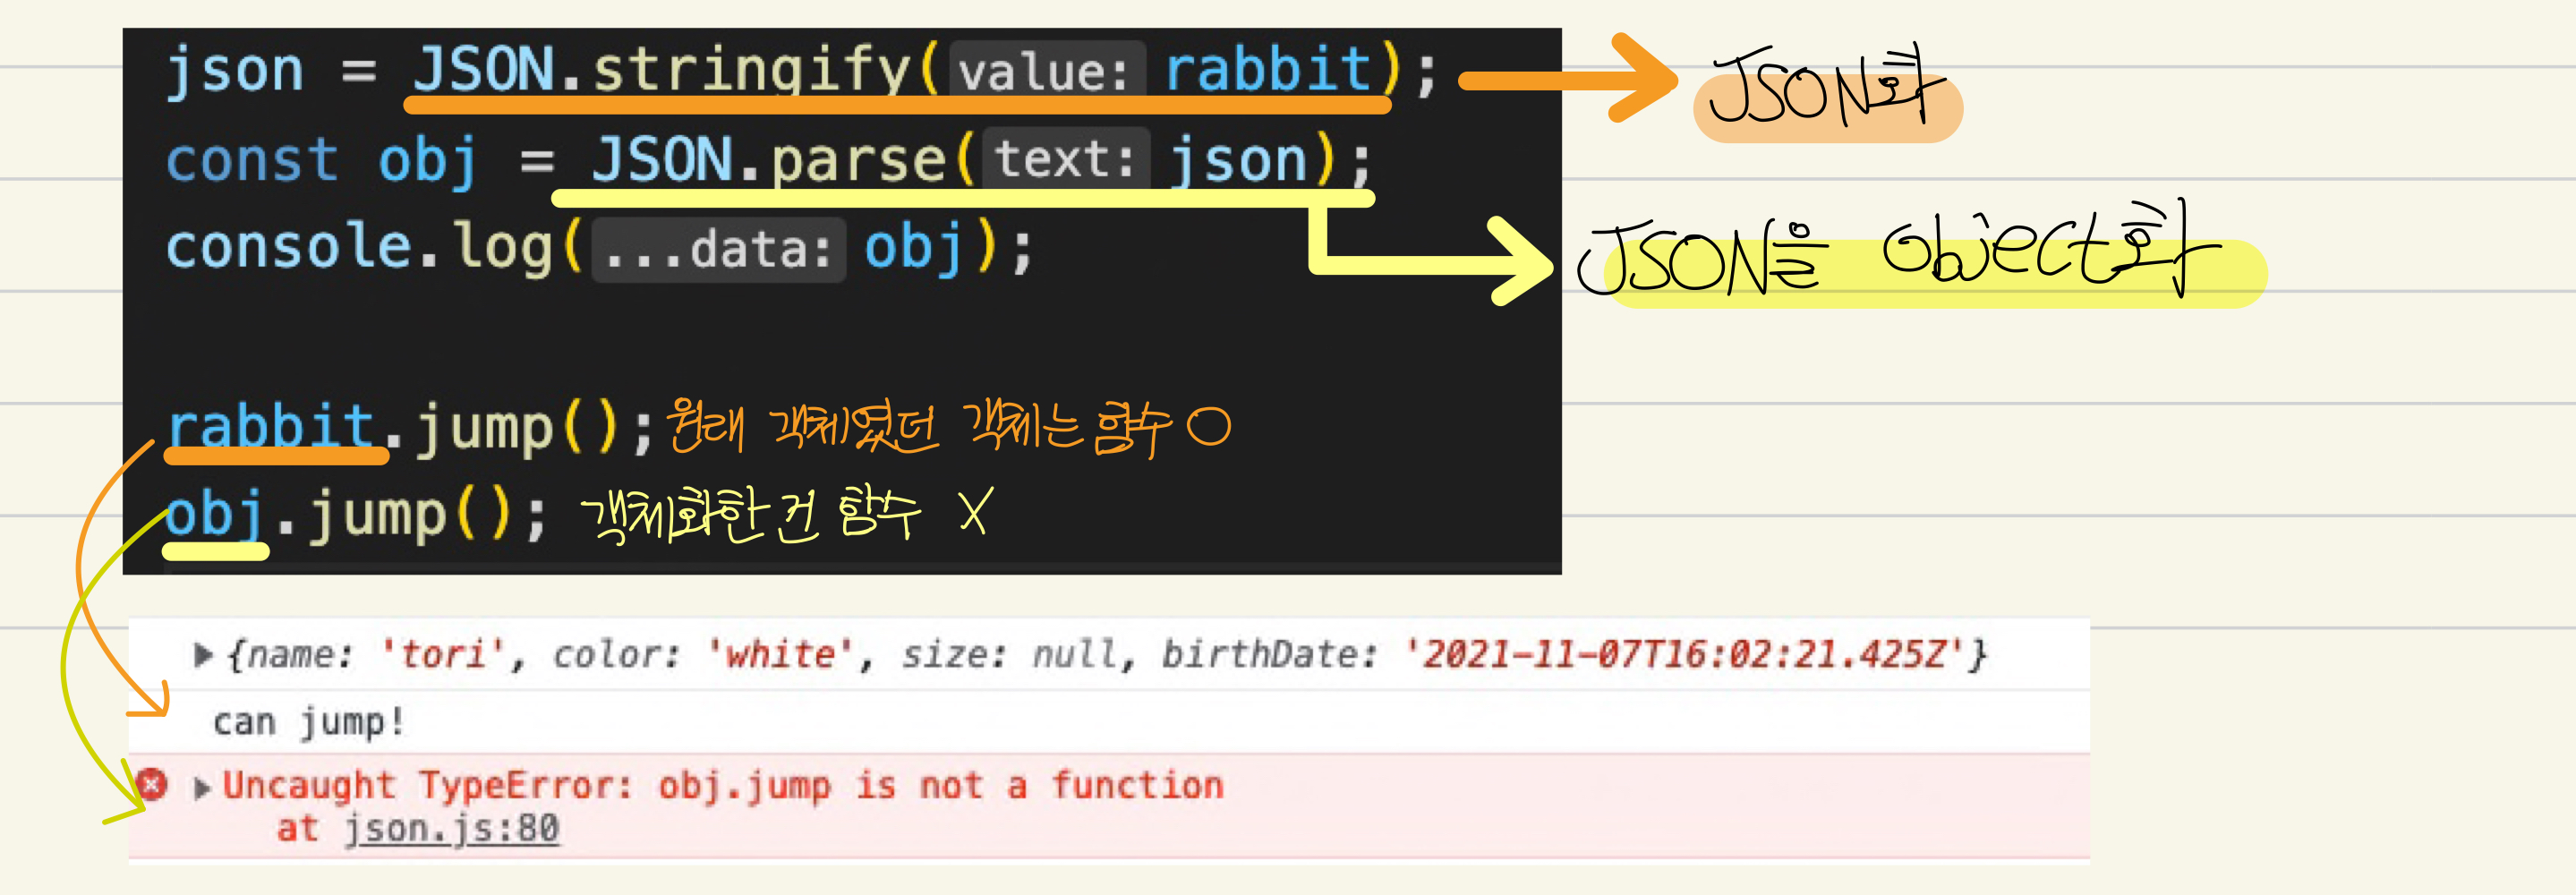 json = JSON.stringify(value: rabbit);
JSON화
const obj = JSON.parse(text: json);
JSON을 object화
console.log(...data: obj);
rabbit.jump(); 원래 객체였던 객체는 함수 O
obj.jump(); 객체화한건 함수 X
{name: 'tori', color: 'white', size: null, birthDate: '2021-11-07T16:02:21.425Z'}
can jump!
Uncaught TypeError: obj.jump is not a function
at json.js:80